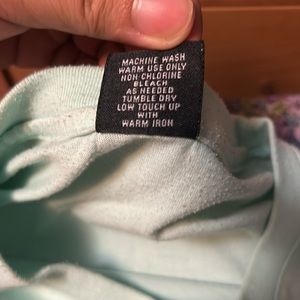 MACHINE WASH
WARM USE ONLY
NON-CHLORINE
BLEACH
AS NEEDED
TUMBLE DRY
LOW TOUCH UP
WITH
WARM IRON